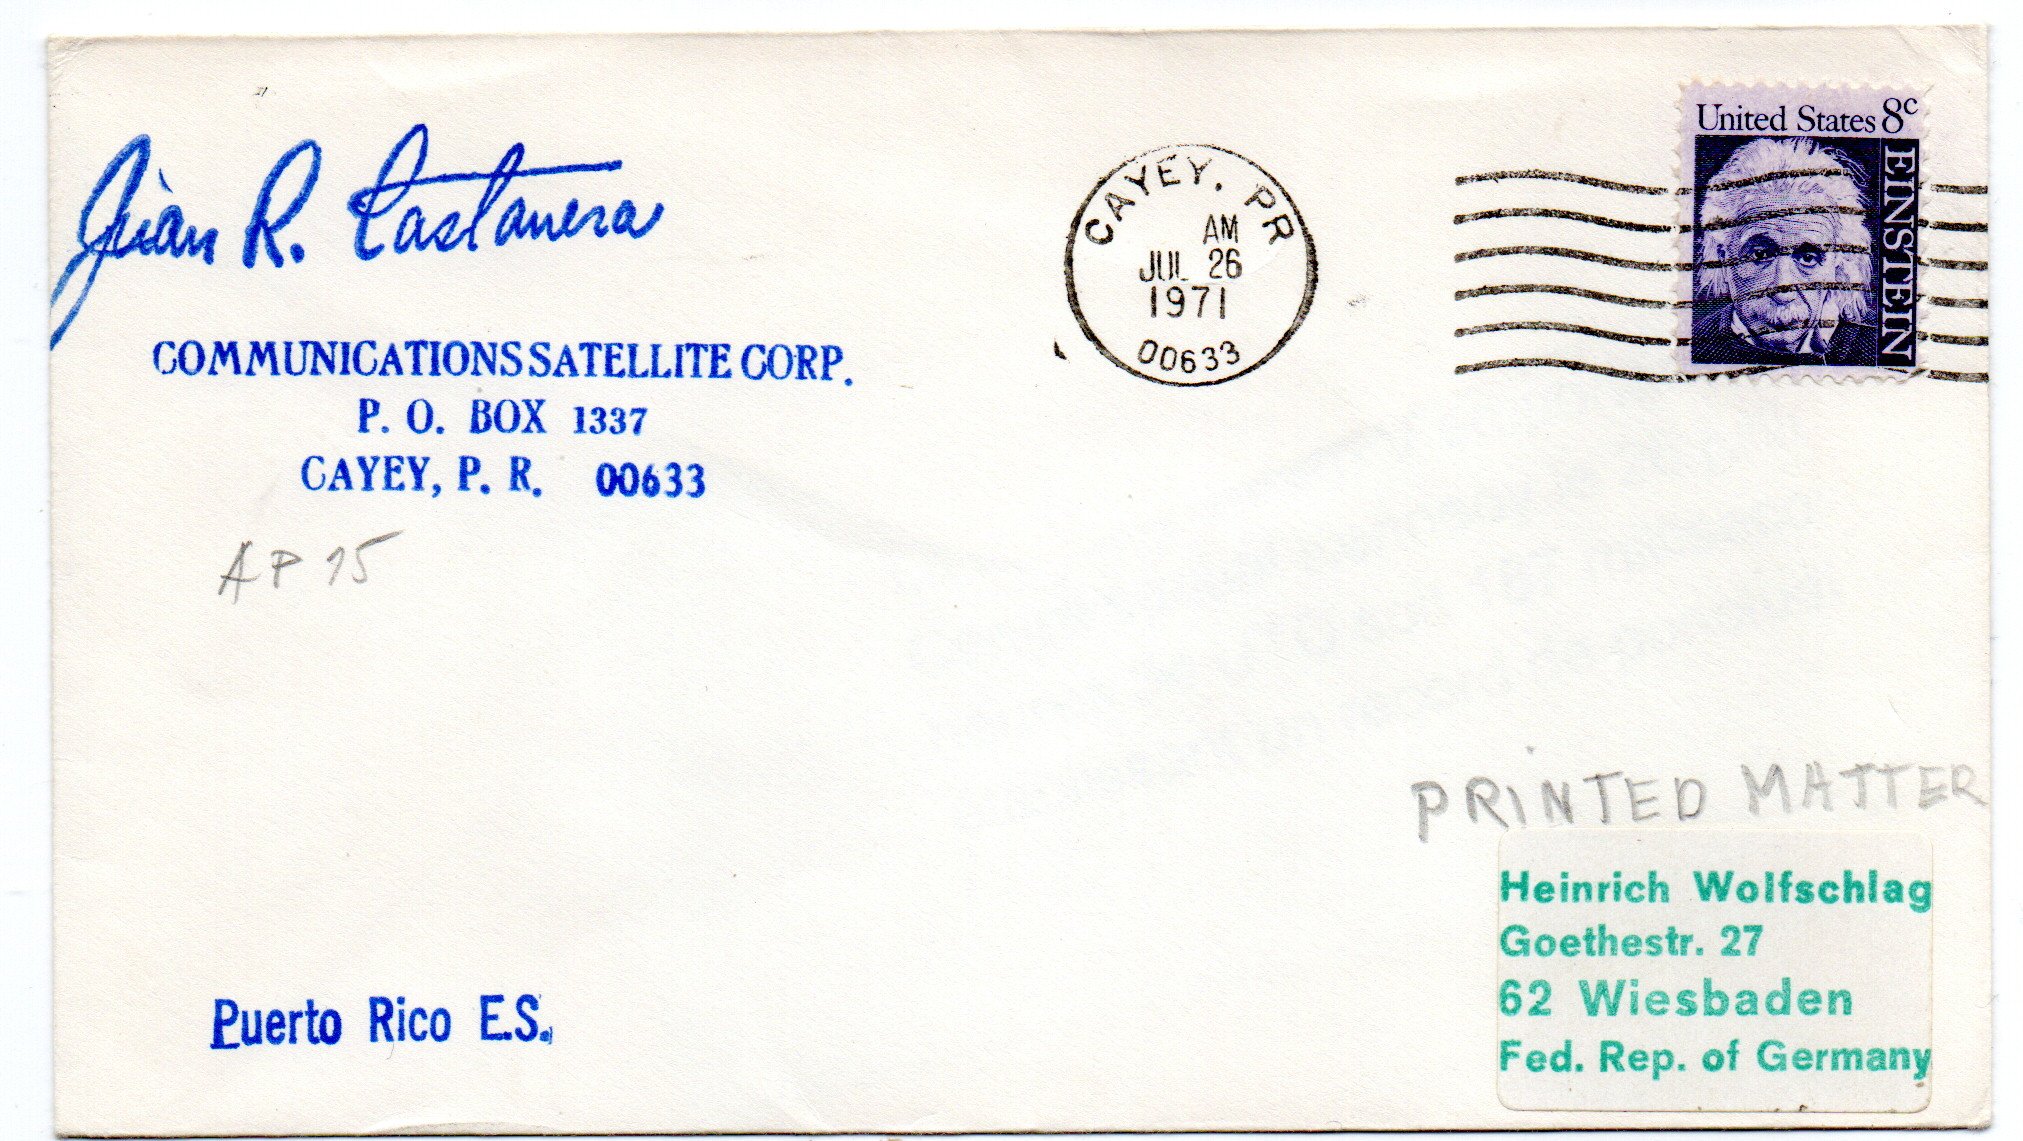 Juan R. Castanera
COMMUNICATIONS SATELLITE CORP.
P. O. BOX 1337
CAYEY, P. R. 00633
AP 15
CAYEY, PR
AM
JUL 26
1971
00633
United States 8c
EINSTEIN
PRINTED MATTER
Heinrich Wolfschlag
Goethestr. 27
62 Wiesbaden
Fed. Rep. of Germany
Puerto Rico E.S.